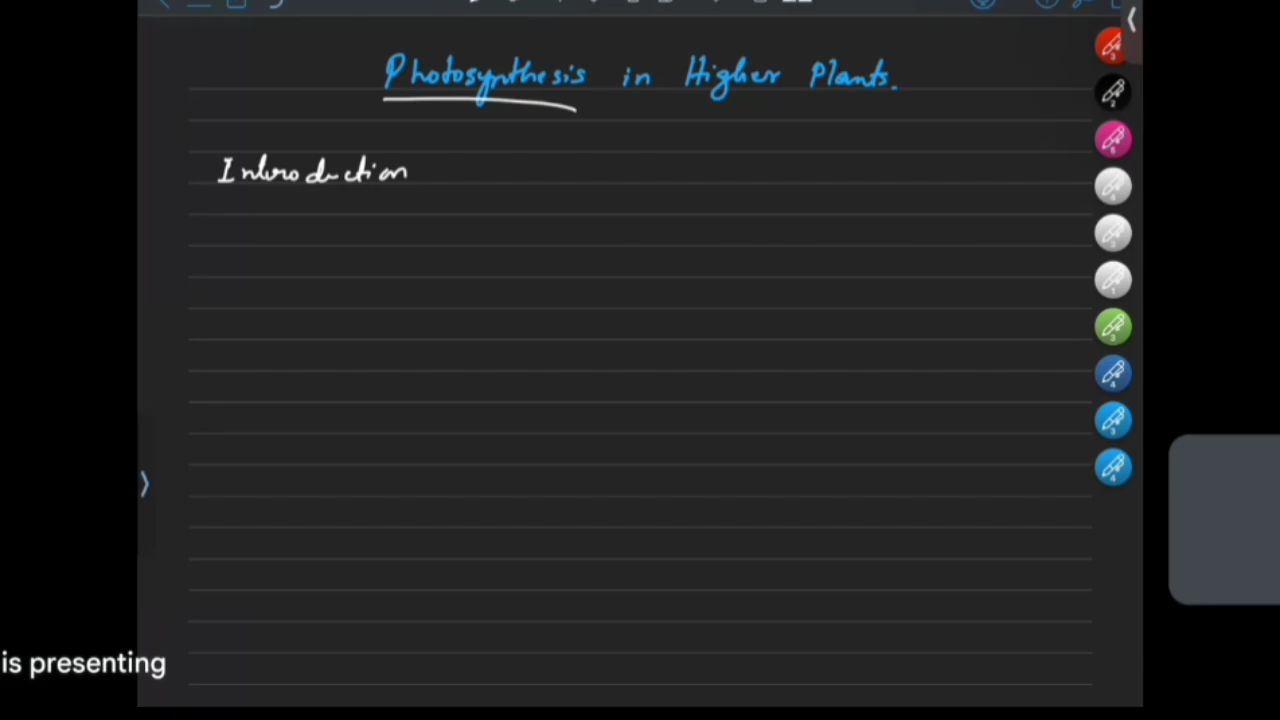 Photosynthesis in Higher Plants.
Introduction
is presenting